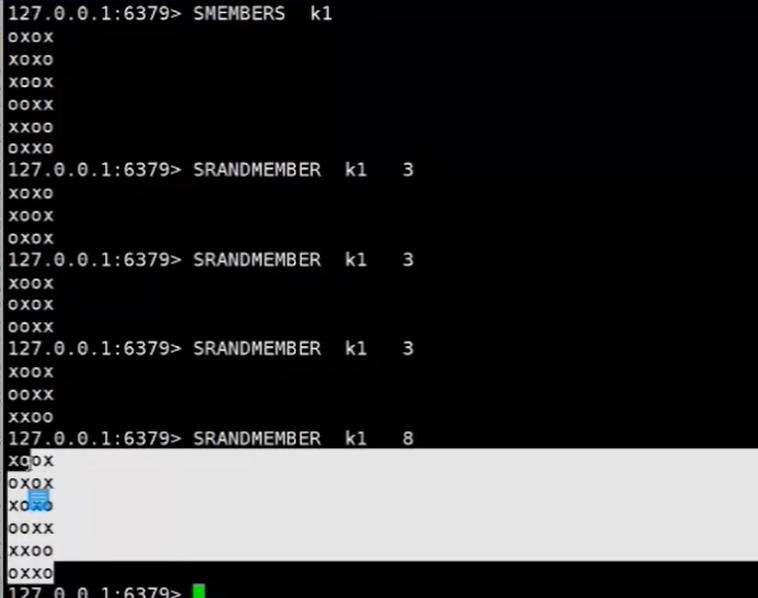 127.0.0.1:6379> SMEMBERS k1
oxox
xoxo
xoox
ooxx
xxoo
oxxo
127.0.0.1:6379> SRANDMEMBER k1 3
xoxo
xoox
oxox
127.0.0.1:6379> SRANDMEMBER k1 3
xoox
oxox
ooxx
127.0.0.1:6379> SRANDMEMBER k1 3
xoox
ooxx
xxoo
127.0.0.1:6379> SRANDMEMBER k1 8
xoox
oxox
xoxo
ooxx
xxoo
oxxo
127.0.0.1:6379>